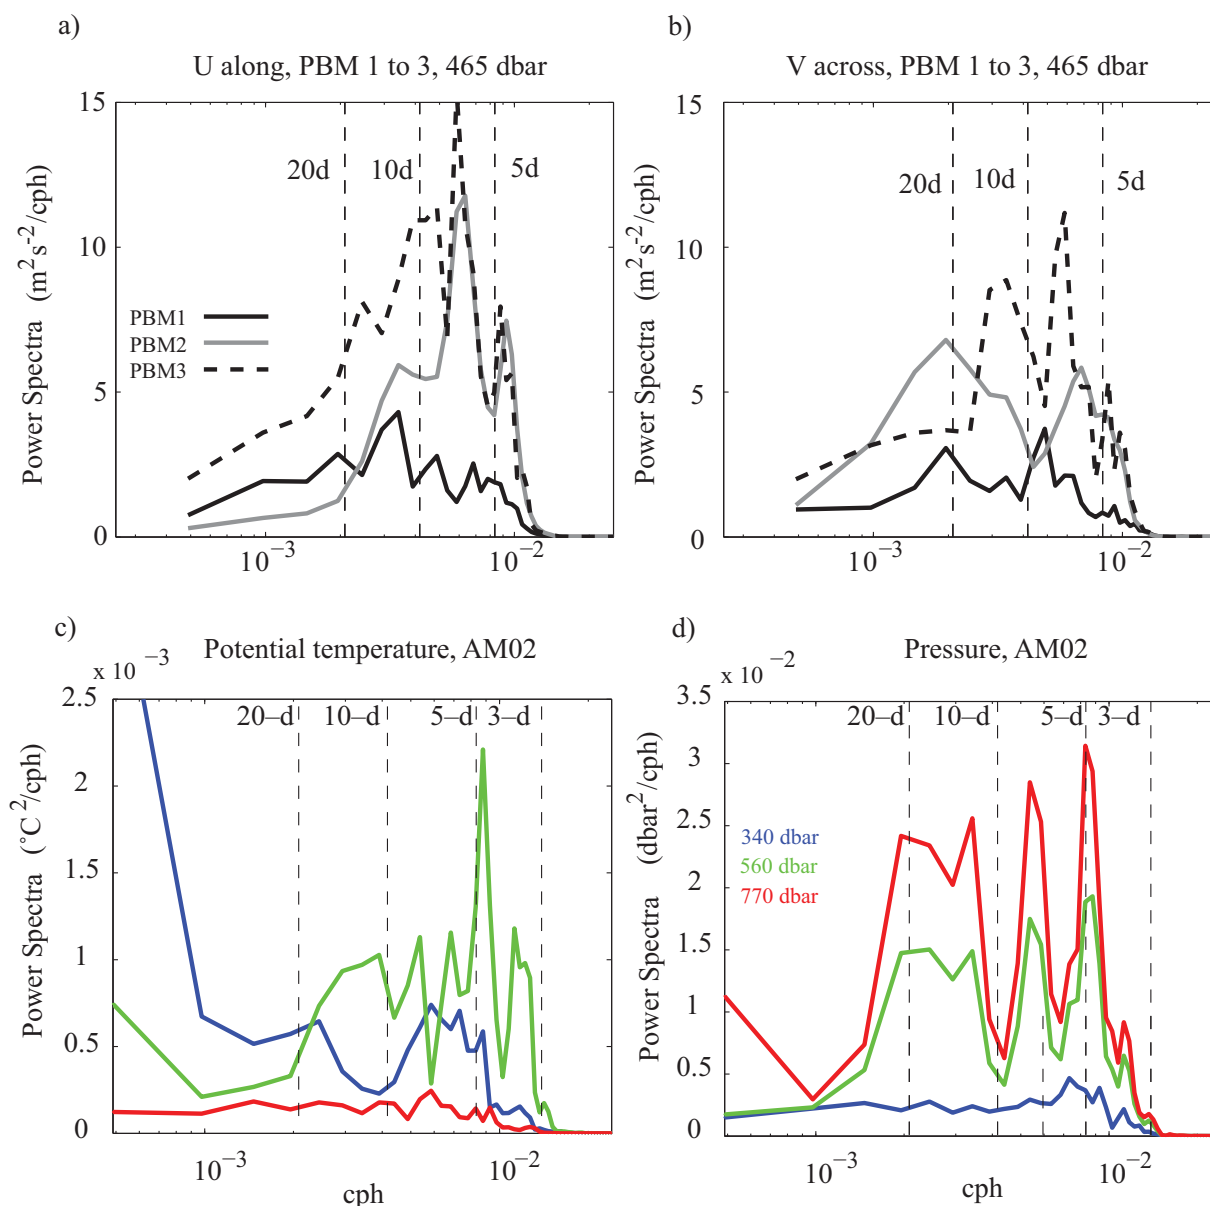 a)
U along, PBM 1 to 3, 465 dbar
Power Spectra (m² s⁻²/cph)
15
10
5
0
20d
10d
5d
PBM1
PBM2
PBM3
10⁻³
10⁻²
b)
V across, PBM 1 to 3, 465 dbar
Power Spectra (m² s⁻²/cph)
15
10
5
0
20d
10d
5d
10⁻³
10⁻²
c)
Potential temperature, AM02
x 10⁻³
Power Spectra (°C²/cph)
2.5
2
1.5
1
0.5
0
20–d
10–d
5–d
3–d
10⁻³
10⁻²
cph
d)
Pressure, AM02
x 10⁻²
Power Spectra (dbar²/cph)
3.5
3
2.5
2
1.5
1
0.5
0
20–d
10–d
5–d
3–d
340 dbar
560 dbar
770 dbar
10⁻³
10⁻²
cph